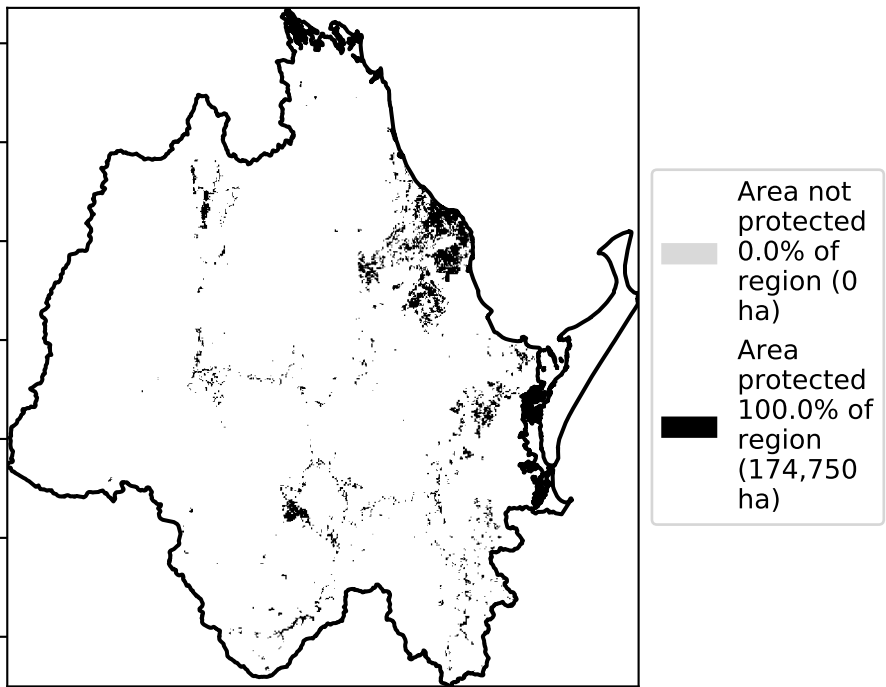 Area not
protected
0.0% of
region (0
ha)
Area
protected
100.0% of
region
(174,750
ha)